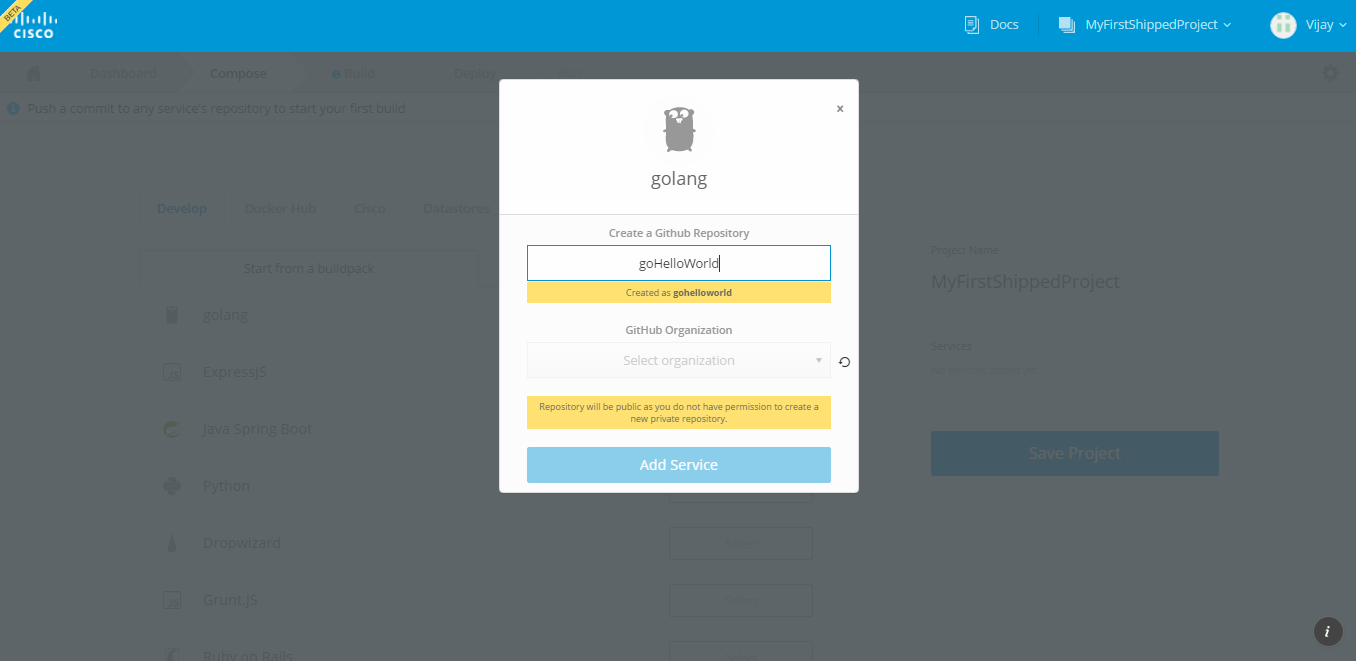 BETA
CISCO
Docs
MyFirstShippedProject
Vijay
Dashboard
Compose
Build
Deploy
Push a commit to any service's repository to start your first build
x
golang
Create a Github Repository
goHelloWorld
Created as gohelloworld
GitHub Organization
Select organization
Repository will be public as you do not have permission to create a
new private repository.
Add Service
Develop
Docker Hub
Cisco
Datastores
Start from a buildpack
golang
ExpressJS
Java Spring Boot
Python
Dropwizard
Grunt.JS
Ruby on Rails
Project Name
MyFirstShippedProject
Services
Save Project
i